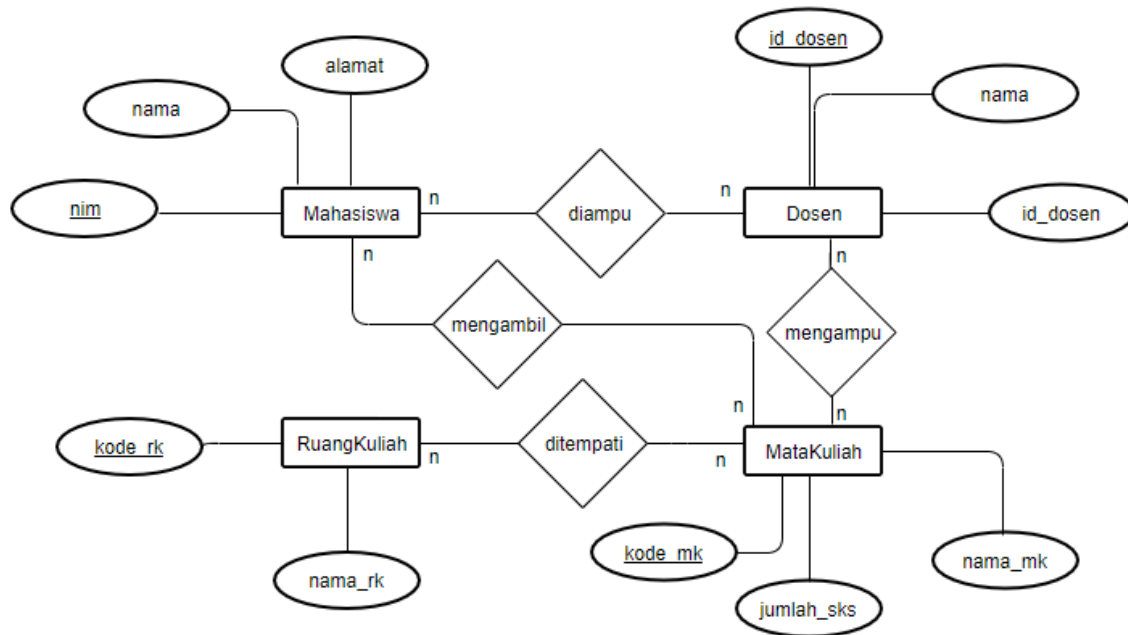 id_dosen
alamat
nama
nama
nim
n
n
Mahasiswa
diampu
Dosen
id_dosen
n
n
mengambil
mengampu
n
n
kode_rk
RuangKuliah
n
ditempati
n
MataKuliah
kode_mk
nama_mk
nama_rk
jumlah_sks